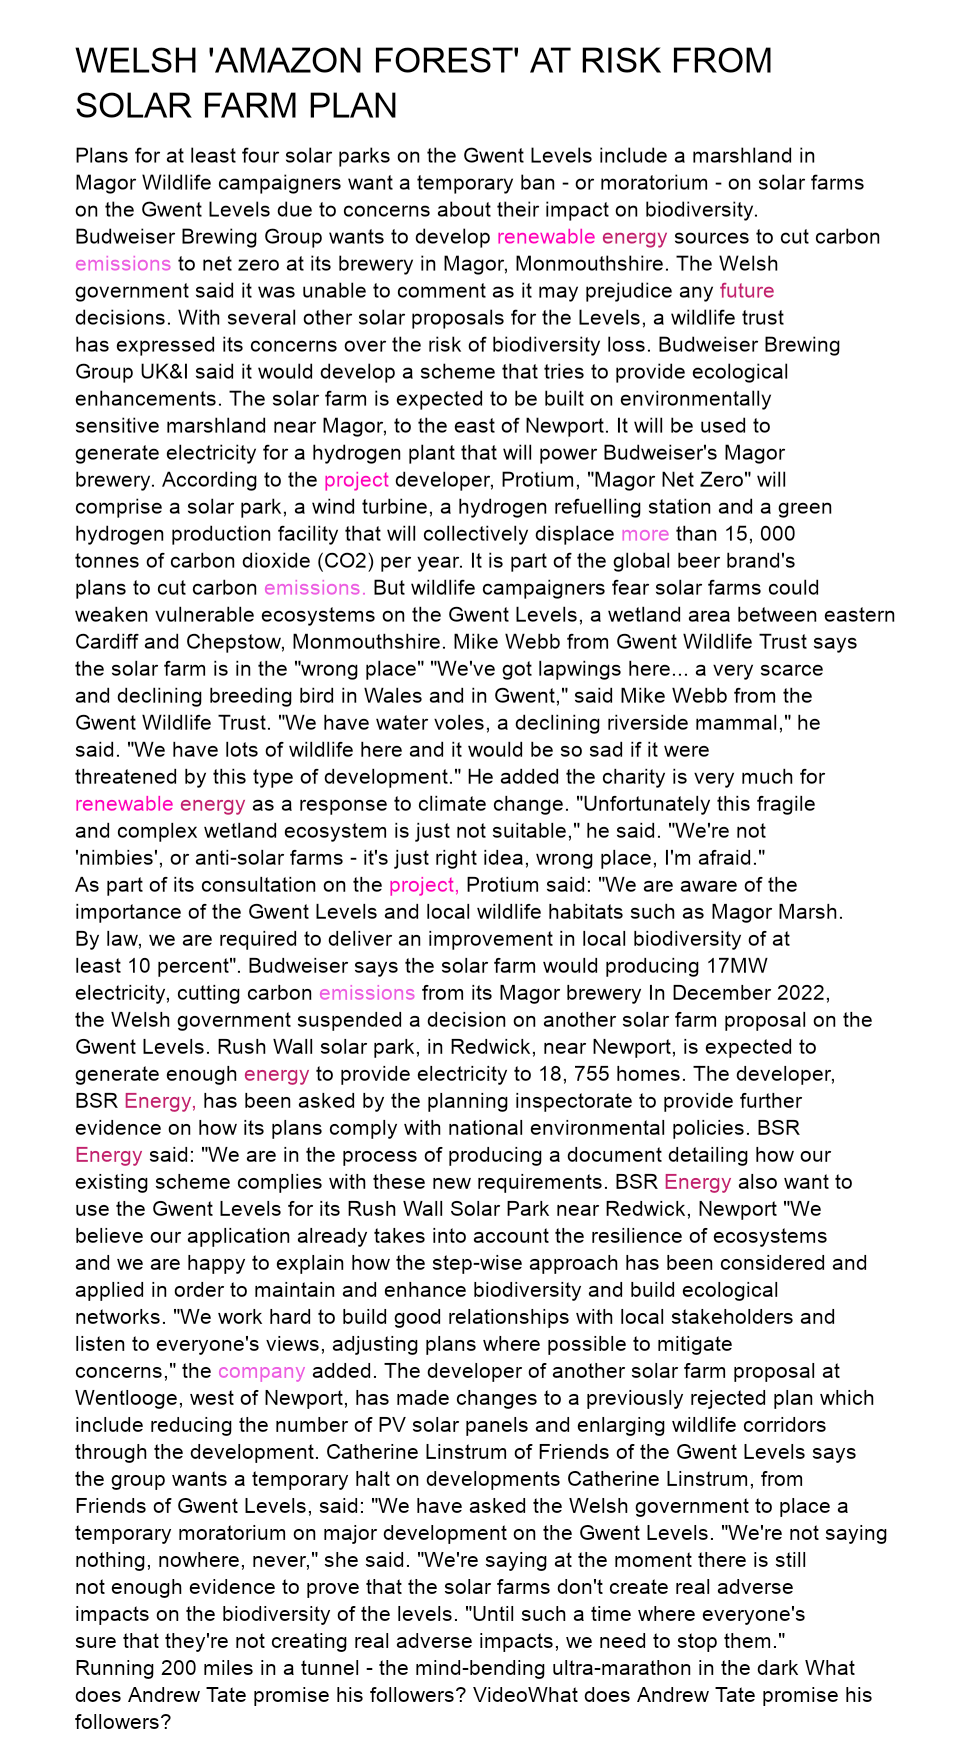 WELSH 'AMAZON FOREST' AT RISK FROM
SOLAR FARM PLAN
Plans for at least four solar parks on the Gwent Levels include a marshland in
Magor Wildlife campaigners want a temporary ban - or moratorium - on solar farms
on the Gwent Levels due to concerns about their impact on biodiversity.
Budweiser Brewing Group wants to develop renewable energy sources to cut carbon
emissions to net zero at its brewery in Magor, Monmouthshire. The Welsh
government said it was unable to comment as it may prejudice any future
decisions. With several other solar proposals for the Levels, a wildlife trust
has expressed its concerns over the risk of biodiversity loss. Budweiser Brewing
Group UK&I said it would develop a scheme that tries to provide ecological
enhancements. The solar farm is expected to be built on environmentally
sensitive marshland near Magor, to the east of Newport. It will be used to
generate electricity for a hydrogen plant that will power Budweiser's Magor
brewery. According to the project developer, Protium, "Magor Net Zero" will
comprise a solar park, a wind turbine, a hydrogen refuelling station and a green
hydrogen production facility that will collectively displace more than 15, 000
tonnes of carbon dioxide (CO2) per year. It is part of the global beer brand's
plans to cut carbon emissions. But wildlife campaigners fear solar farms could
weaken vulnerable ecosystems on the Gwent Levels, a wetland area between eastern
Cardiff and Chepstow, Monmouthshire. Mike Webb from Gwent Wildlife Trust says
the solar farm is in the "wrong place" "We've got lapwings here... a very scarce
and declining breeding bird in Wales and in Gwent," said Mike Webb from the
Gwent Wildlife Trust. "We have water voles, a declining riverside mammal," he
said. "We have lots of wildlife here and it would be so sad if it were
threatened by this type of development." He added the charity is very much for
renewable energy as a response to climate change. "Unfortunately this fragile
and complex wetland ecosystem is just not suitable," he said. "We're not
'nimbies', or anti-solar farms - it's just right idea, wrong place, I'm afraid."
As part of its consultation on the project, Protium said: "We are aware of the
importance of the Gwent Levels and local wildlife habitats such as Magor Marsh.
By law, we are required to deliver an improvement in local biodiversity of at
least 10 percent". Budweiser says the solar farm would producing 17MW
electricity, cutting carbon emissions from its Magor brewery In December 2022,
the Welsh government suspended a decision on another solar farm proposal on the
Gwent Levels. Rush Wall solar park, in Redwick, near Newport, is expected to
generate enough energy to provide electricity to 18, 755 homes. The developer,
BSR Energy, has been asked by the planning inspectorate to provide further
evidence on how its plans comply with national environmental policies. BSR
Energy said: "We are in the process of producing a document detailing how our
existing scheme complies with these new requirements. BSR Energy also want to
use the Gwent Levels for its Rush Wall Solar Park near Redwick, Newport "We
believe our application already takes into account the resilience of ecosystems
and we are happy to explain how the step-wise approach has been considered and
applied in order to maintain and enhance biodiversity and build ecological
networks. "We work hard to build good relationships with local stakeholders and
listen to everyone's views, adjusting plans where possible to mitigate
concerns," the company added. The developer of another solar farm proposal at
Wentlooge, west of Newport, has made changes to a previously rejected plan which
include reducing the number of PV solar panels and enlarging wildlife corridors
through the development. Catherine Linstrum of Friends of the Gwent Levels says
the group wants a temporary halt on developments Catherine Linstrum, from
Friends of Gwent Levels, said: "We have asked the Welsh government to place a
temporary moratorium on major development on the Gwent Levels. "We're not saying
nothing, nowhere, never," she said. "We're saying at the moment there is still
not enough evidence to prove that the solar farms don't create real adverse
impacts on the biodiversity of the levels. "Until such a time where everyone's
sure that they're not creating real adverse impacts, we need to stop them."
Running 200 miles in a tunnel - the mind-bending ultra-marathon in the dark What
does Andrew Tate promise his followers? VideoWhat does Andrew Tate promise his
followers?